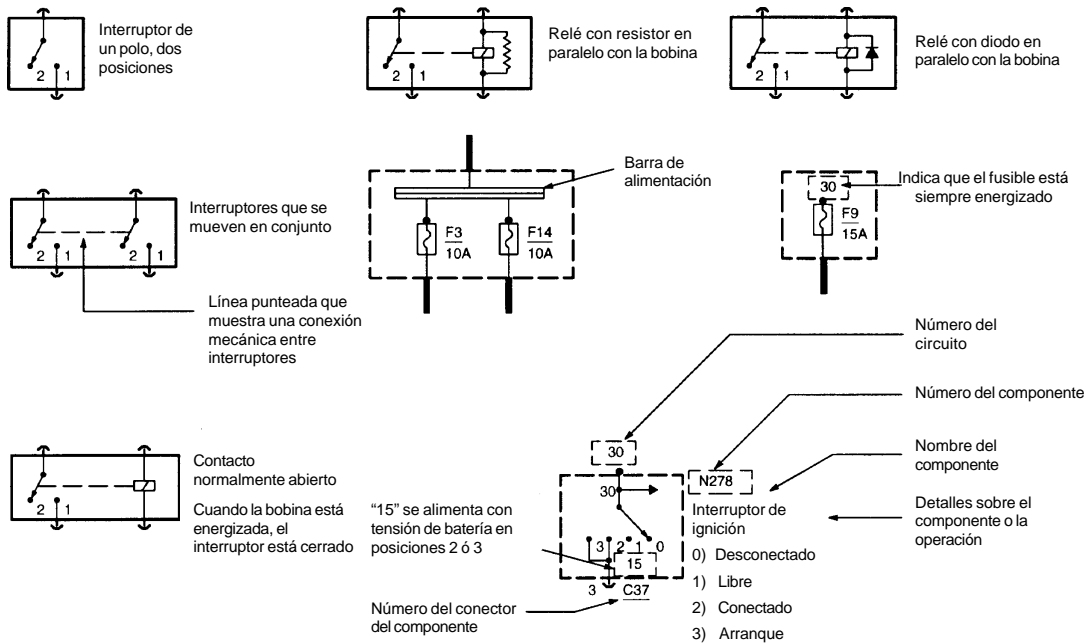 Interruptor de
un polo, dos
posiciones
2 1
Relé con resistor en
paralelo con la bobina
2 1
Relé con diodo en
paralelo con la bobina
2 1
Interruptores que se
mueven en conjunto
2 1 2 1
Línea punteada que
muestra una conexión
mecánica entre
interruptores
Barra de
alimentación
F3
10A
F14
10A
Indica que el fusible está
siempre energizado
30
F9
15A
Contacto
normalmente abierto
Cuando la bobina está
energizada, el
interruptor está cerrado
2 1
Número del
circuito
Número del componente
Nombre del
componente
Detalles sobre el
componente o la
operación
30
N278
30
"15" se alimenta con
tensión de batería en
posiciones 2 ó 3
3 2 1 0
15
3 C37
Número del conector
del componente
Interruptor de
ignición
0) Desconectado
1) Libre
2) Conectado
3) Arranque